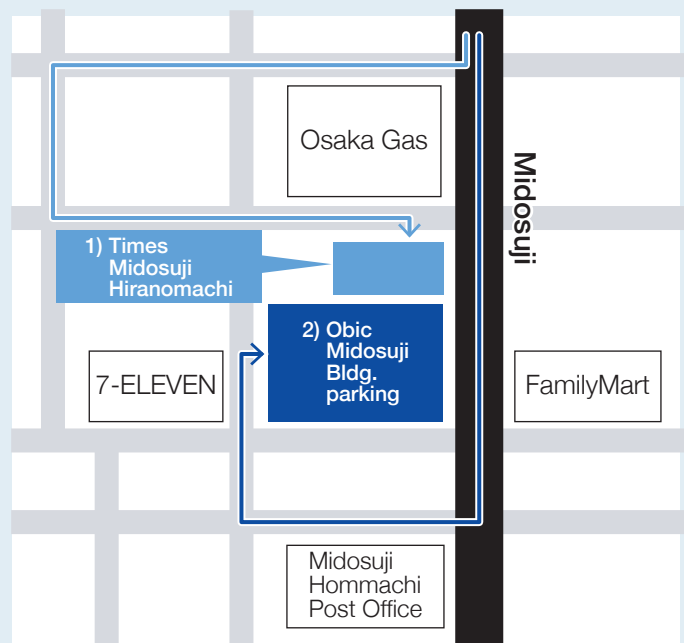 Osaka Gas
Midosuji
1) Times
Midosuji
Hiranomachi
2) Obic
Midosuji
Bldg.
parking
7-ELEVEN
FamilyMart
Midosuji
Hommachi
Post Office